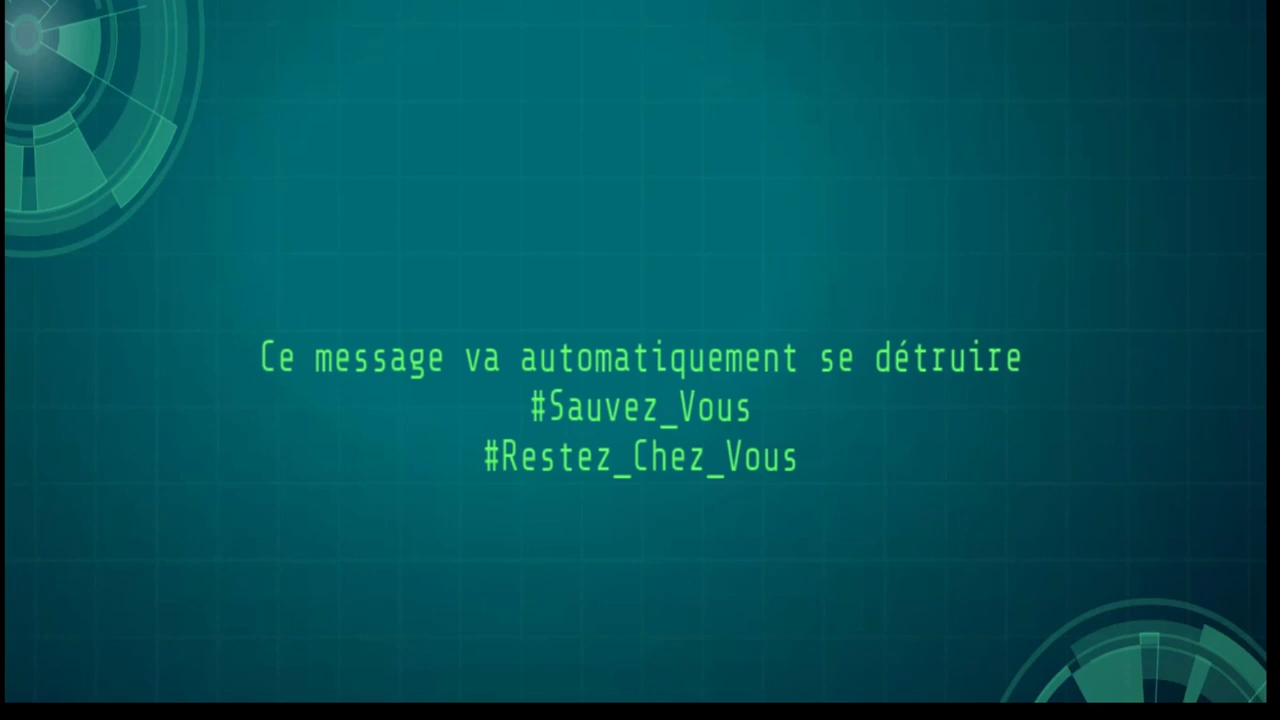 Ce message va automatiquement se détruire
#Sauvez_Vous
#Restez_Chez_Vous